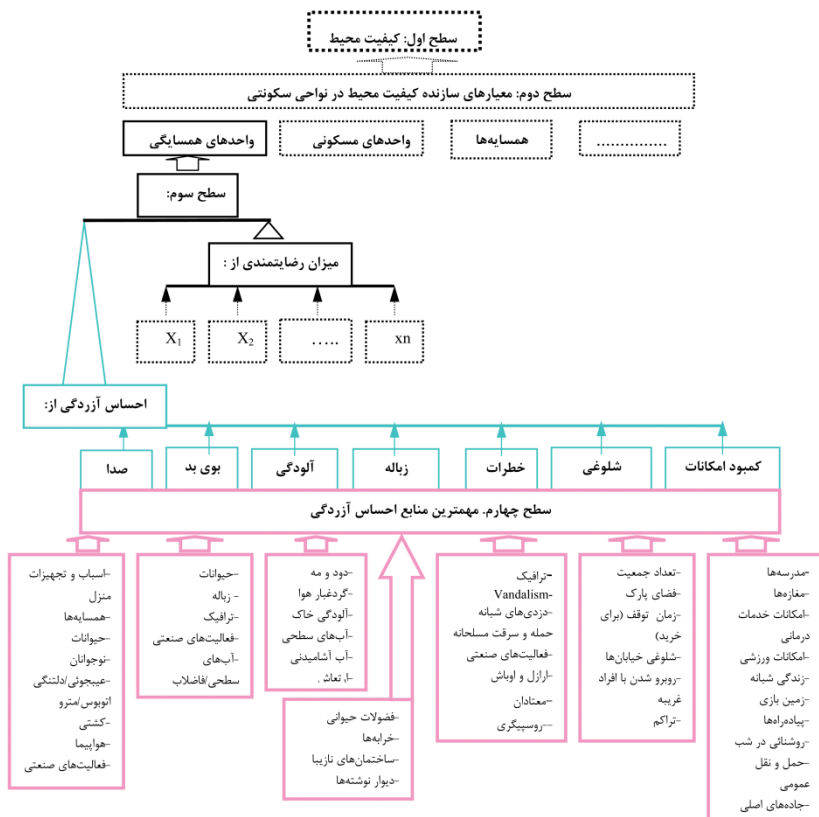 سطح اول: کیفیت محیط
سطح دوم: معیارهای سازنده کیفیت محیط در نواحی سکونتی
واحدهای همسایگی
واحدهای مسکونی
همسایه‌ها
..............
سطح سوم:
میزان رضایتمندی از :
X1
X2
…..
xn
احساس آزردگی از:
صدا
بوی بد
آلودگی
زباله
خطرات
شلوغی
کمبود امکانات
سطح چهارم. مهمترین منابع احساس آزردگی
-اسباب و تجهیزات
منزل
-همسایه‌ها
-حیوانات
-نوجوانان
-عیبجوئی/دلتنگی
اتوبوس/مترو
-کشتی
-هواپیما
-فعالیت‌های صنعتی
-حیوانات
- زباله
-ترافیک
-فعالیت‌های صنعتی
-آب‌های
سطحی/فاضلاب
-دود و مه
-گردغبار هوا
-آلودگی خاک
-آب‌های سطحی
-آب آشامیدنی
-فضولات حیوانی
-خرابه‌ها
-ساختمان‌های نازیبا
-دیوار نوشته‌ها
-ترافیک
Vandalism-
-دزدی‌های شبانه
حمله و سرقت مسلحانه
-فعالیت‌های صنعتی
-ارازل و اوباش
-معتادان
--روسپیگری
-تعداد جمعیت
-فضای پارک
-زمان توقف (برای
خرید)
-شلوغی خیابان‌ها
-روبرو شدن با افراد
غریبه
-تراکم
-مدرسه‌ها
-مغازه‌ها
-امکانات خدمات
درمانی
-امکانات ورزشی
-زندگی شبانه
-زمین بازی
-پیاده‌راه‌ها
-روشنائی در شب
-حمل و نقل
عمومی
-جاده‌های اصلی